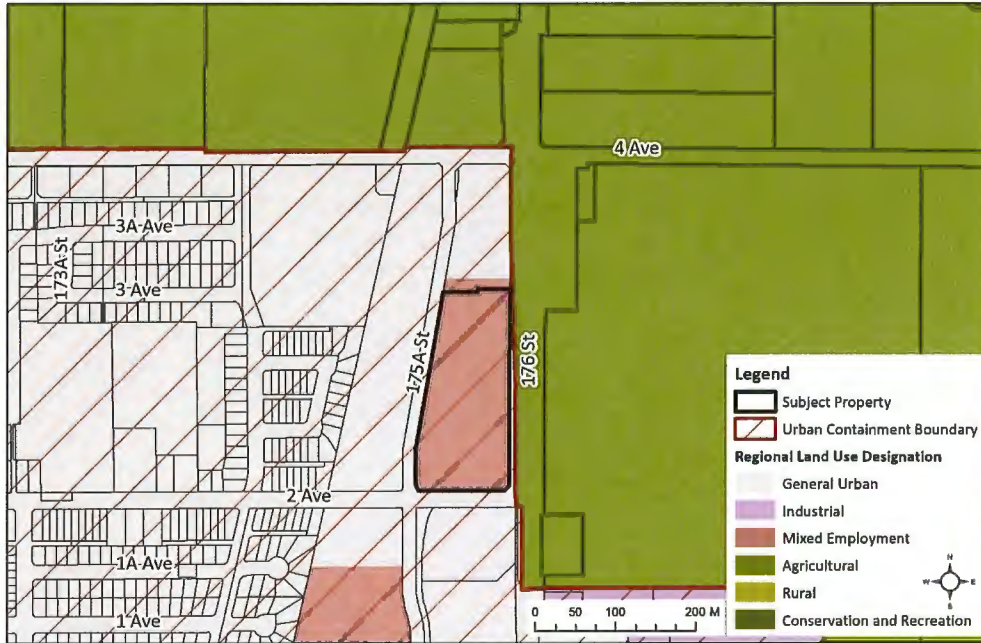 4 Ave
3A Ave
173A St
3 Ave
175A St
176 St
2 Ave
1A Ave
1 Ave
Legend
Subject Property
Urban Containment Boundary
Regional Land Use Designation
General Urban
Industrial
Mixed Employment
Agricultural
Rural
Conservation and Recreation
N
W E
S
0 50 100 200 M